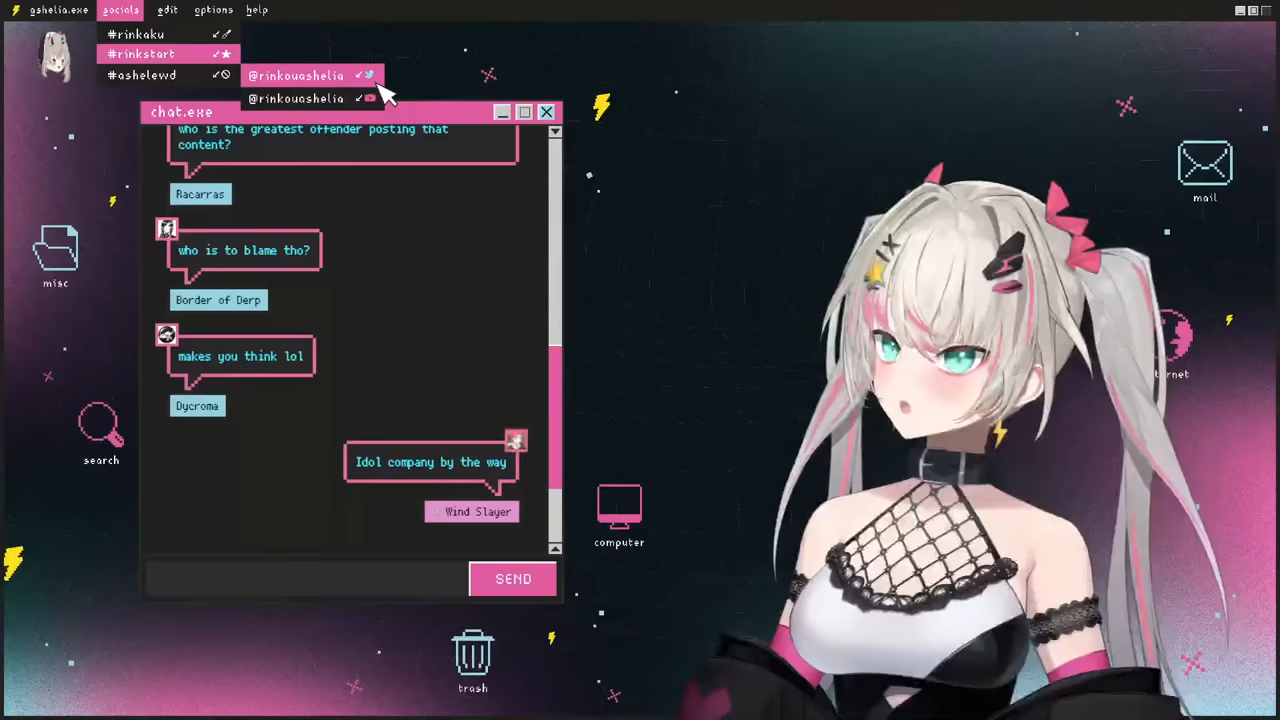 ashelia.exe socials edit options help
#rinkaku
#rinkstart
#ashelewd
@rinkouashelia
@rinkouashelia
chat.exe
who is the greatest offender posting that
content?
Racarras
who is to blame tho?
Border of Derp
makes you think lol
Dycroma
Idol company by the way
Wind Slayer
SEND
misc
search
computer
trash
mail
ternet